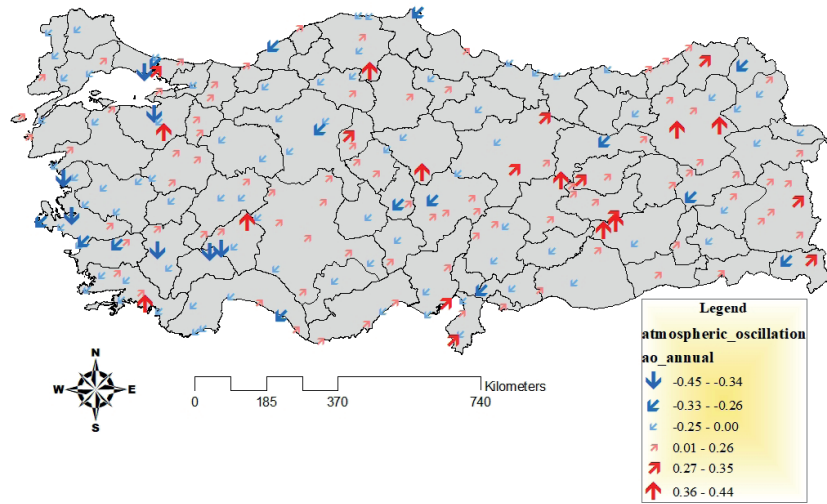 N
W E
S
Kilometers
0 185 370 740
Legend
atmospheric_oscillation
ao_annual
-0.45 - -0.34
-0.33 - -0.26
-0.25 - 0.00
0.01 - 0.26
0.27 - 0.35
0.36 - 0.44